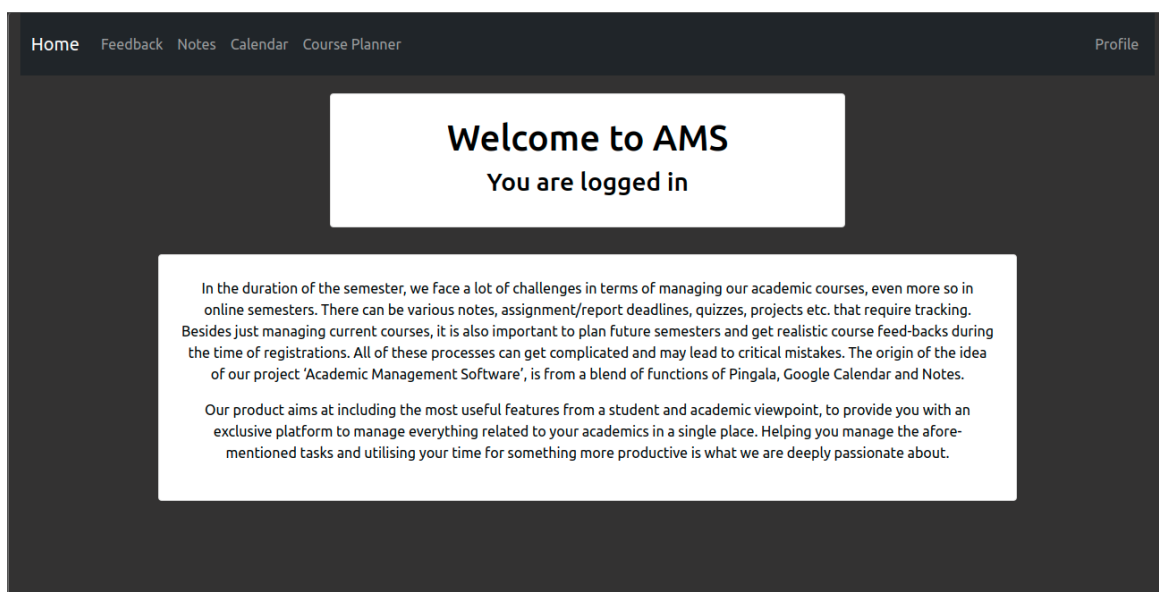 Home Feedback Notes Calendar Course Planner Profile
Welcome to AMS
You are logged in
In the duration of the semester, we face a lot of challenges in terms of managing our academic courses, even more so in
online semesters. There can be various notes, assignment/report deadlines, quizzes, projects etc. that require tracking.
Besides just managing current courses, it is also important to plan future semesters and get realistic course feed-backs during
the time of registrations. All of these processes can get complicated and may lead to critical mistakes. The origin of the idea
of our project ‘Academic Management Software’, is from a blend of functions of Pingala, Google Calendar and Notes.
Our product aims at including the most useful features from a student and academic viewpoint, to provide you with an
exclusive platform to manage everything related to your academics in a single place. Helping you manage the afore-
mentioned tasks and utilising your time for something more productive is what we are deeply passionate about.